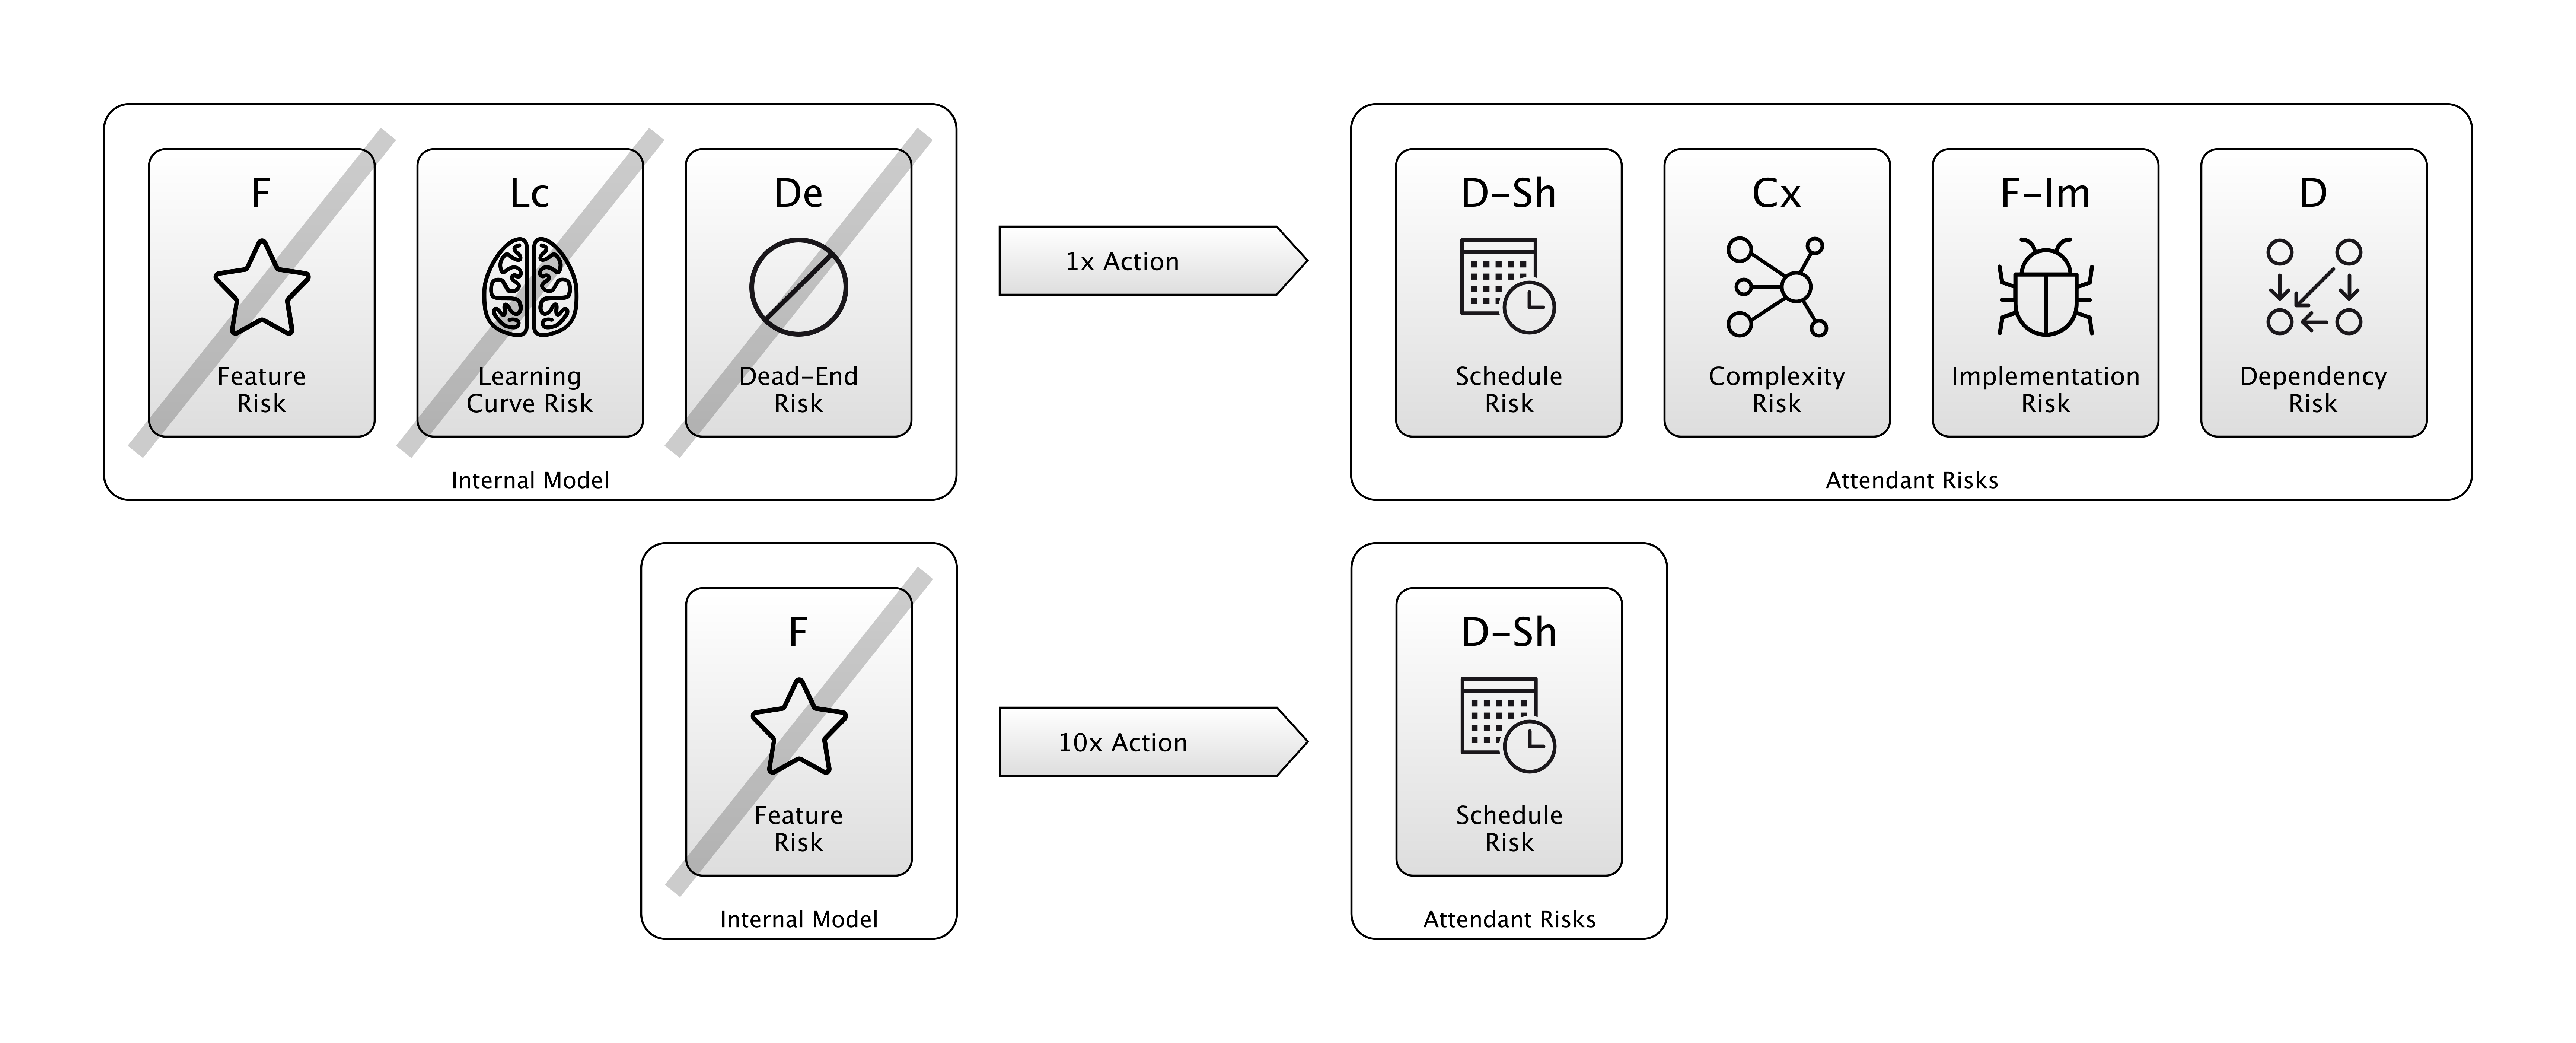 F
Feature
Risk
Lc
Learning
Curve Risk
De
Dead-End
Risk
Internal Model
1x Action
D-Sh
Schedule
Risk
Cx
Complexity
Risk
F-Im
Implementation
Risk
D
Dependency
Risk
Attendant Risks
F
Feature
Risk
Internal Model
10x Action
D-Sh
Schedule
Risk
Attendant Risks